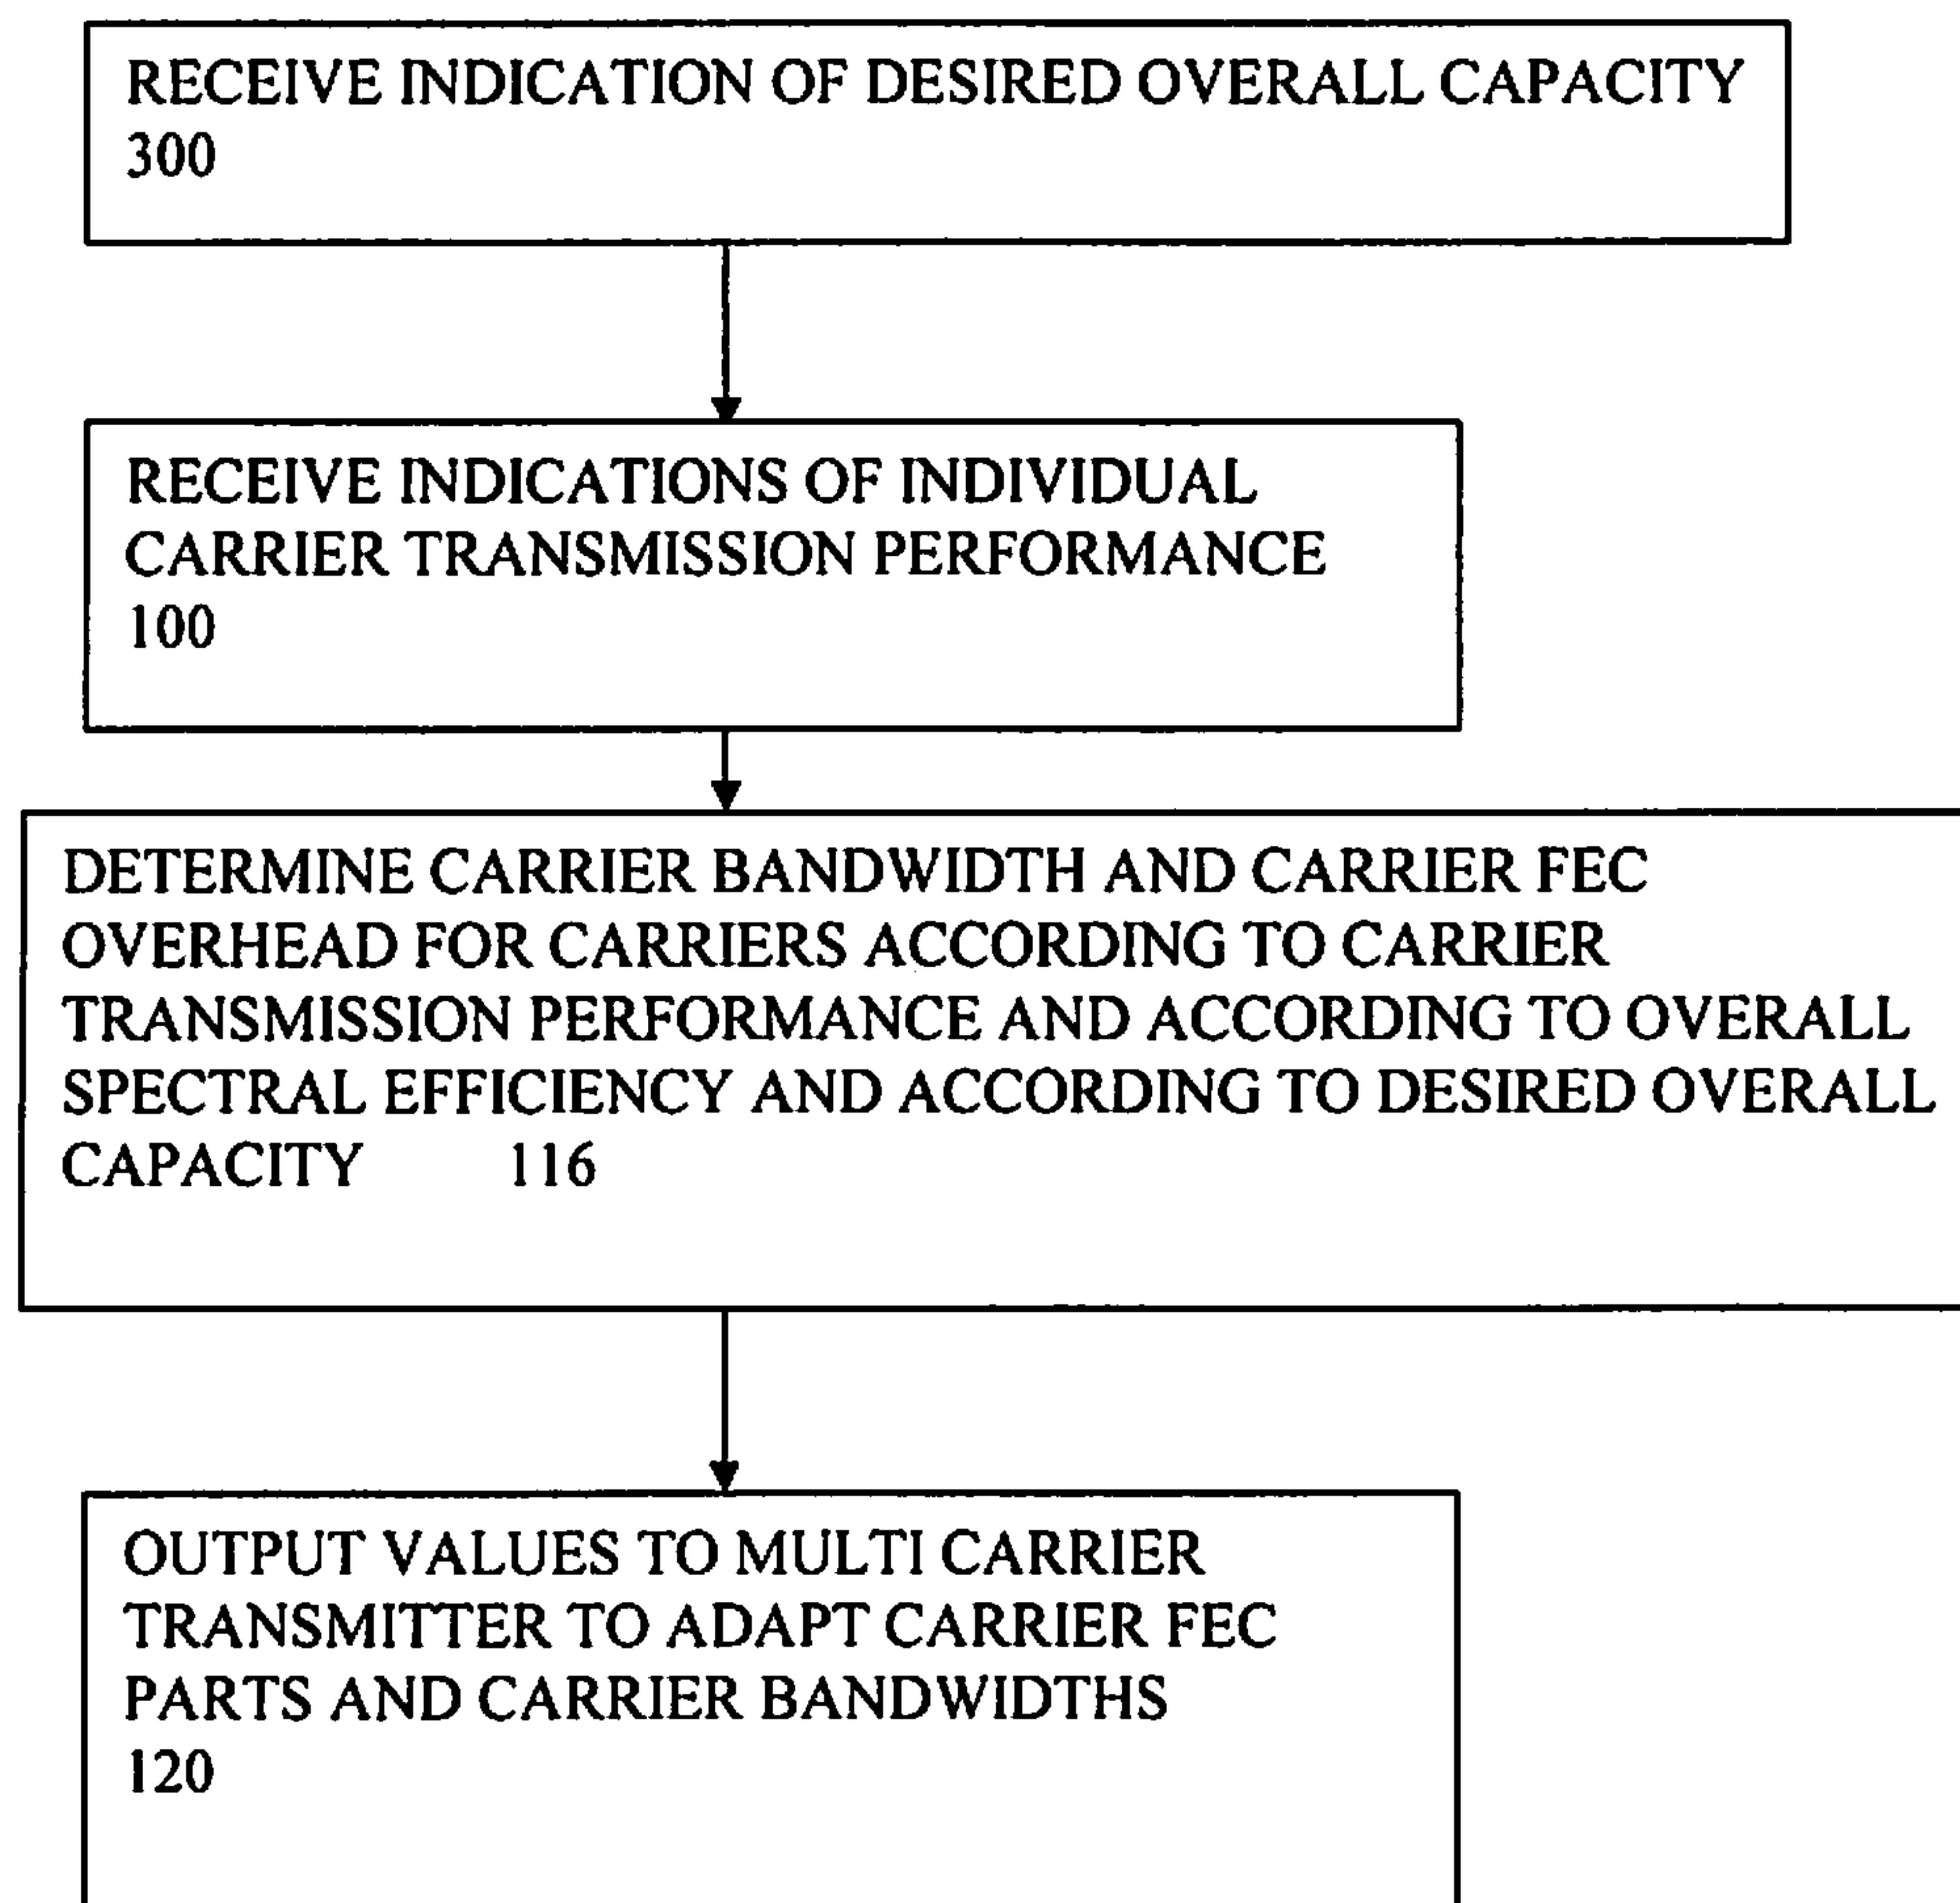 RECEIVE INDICATION OF DESIRED OVERALL CAPACITY
300
RECEIVE INDICATIONS OF INDIVIDUAL
CARRIER TRANSMISSION PERFORMANCE
100
DETERMINE CARRIER BANDWIDTH AND CARRIER FEC
OVERHEAD FOR CARRIERS ACCORDING TO CARRIER
TRANSMISSION PERFORMANCE AND ACCORDING TO OVERALL
SPECTRAL EFFICIENCY AND ACCORDING TO DESIRED OVERALL
CAPACITY 116
OUTPUT VALUES TO MULTI CARRIER
TRANSMITTER TO ADAPT CARRIER FEC
PARTS AND CARRIER BANDWIDTHS
120